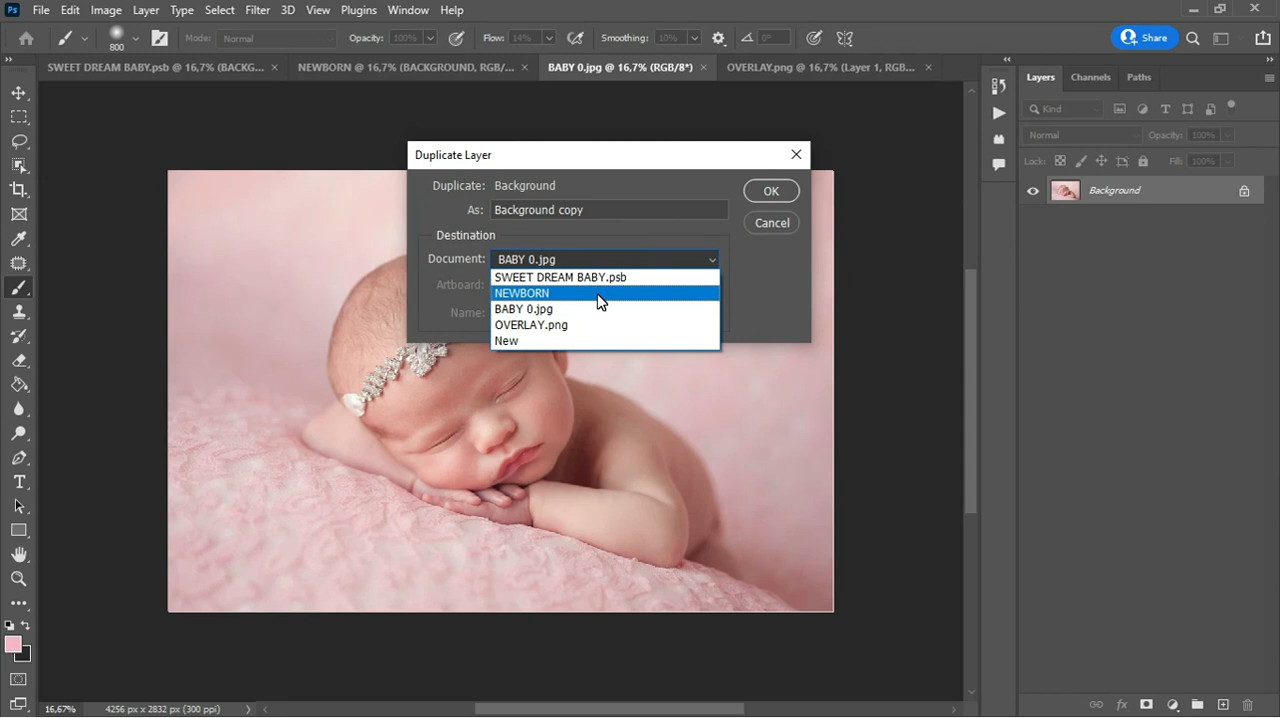 Ps File Edit Image Layer Type Select Filter 3D View Plugins Window Help
800 Mode: Normal Opacity: 100% Flow: 14% Smoothing: 10% 0° Share
SWEET DREAM BABY.psb @ 16,7% (BACKG... × NEWBORN @ 16,7% (BACKGROUND, RGB/... × BABY 0.jpg @ 16,7% (RGB/8*) × OVERLAY.png @ 16,7% (Layer 1, RGB... ×
Layers Channels Paths
Kind
Normal Opacity: 100%
Lock: Fill: 100%
Background
Duplicate Layer
Duplicate: Background
OK
As: Background copy
Cancel
Destination
Document: BABY 0.jpg
SWEET DREAM BABY.psb
Artboard:
NEWBORN
BABY 0.jpg
Name:
OVERLAY.png
New
T
16,67% 4256 px x 2832 px (300 ppi)
fx